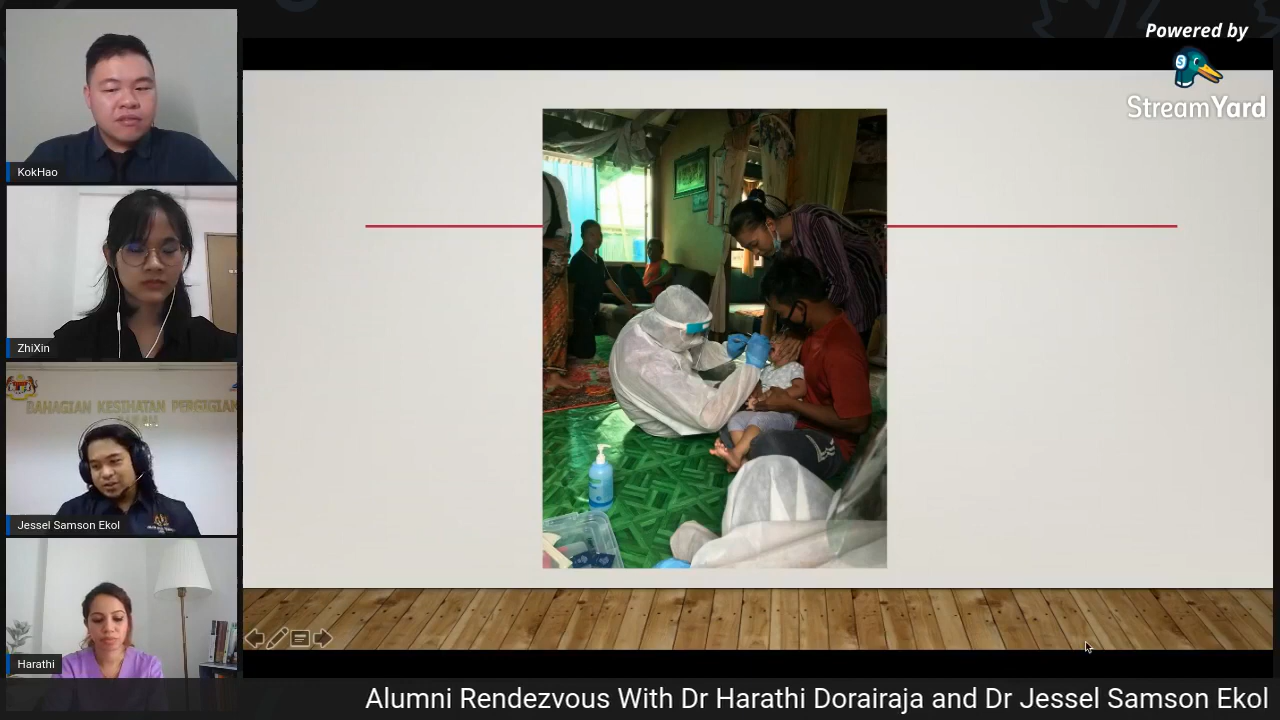 Powered by
StreamYard
KokHao
ZhiXin
BAHAGIAN KESIHATAN PERGIGIAN
Jessel Samson Ekol
Harathi
Alumni Rendezvous With Dr Harathi Dorairaja and Dr Jessel Samson Ekol